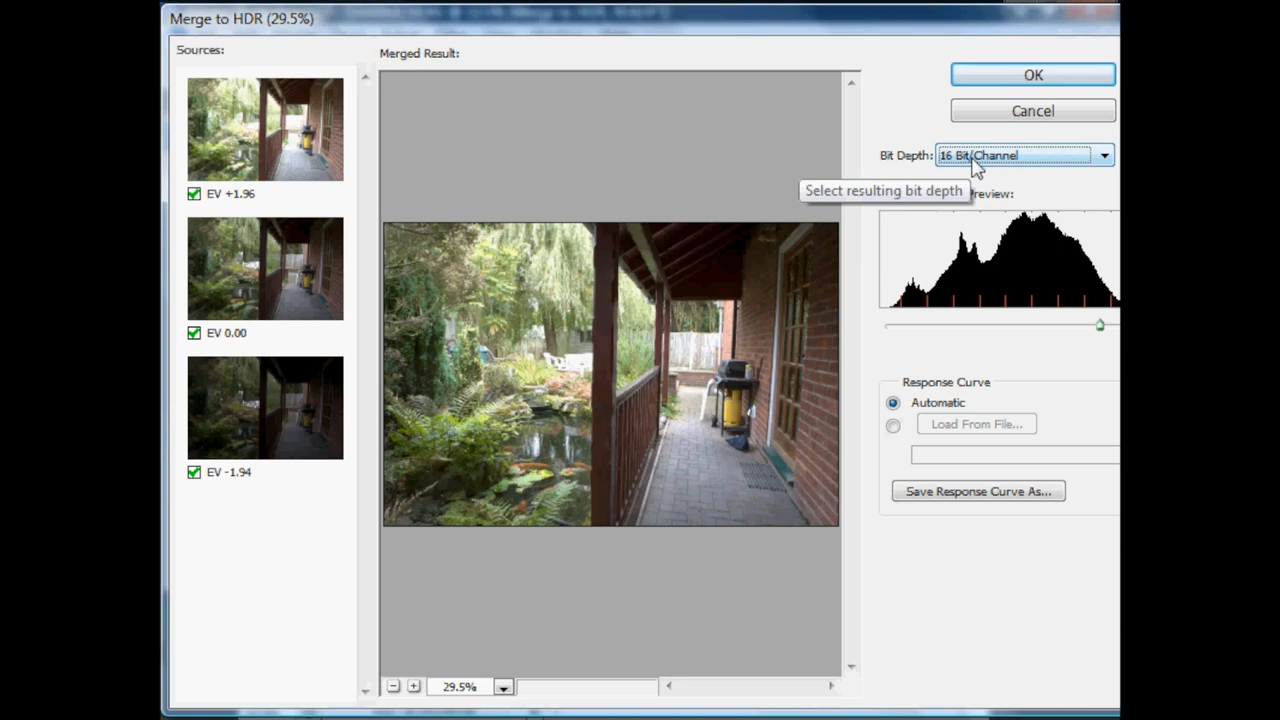 Merge to HDR (29.5%)
Sources:
Merged Result:
OK
Cancel
Bit Depth: 16 Bit/Channel
Select resulting bit depth
review:
EV +1.96
EV 0.00
EV -1.94
Response Curve
Automatic
Load From File...
Save Response Curve As...
29.5%